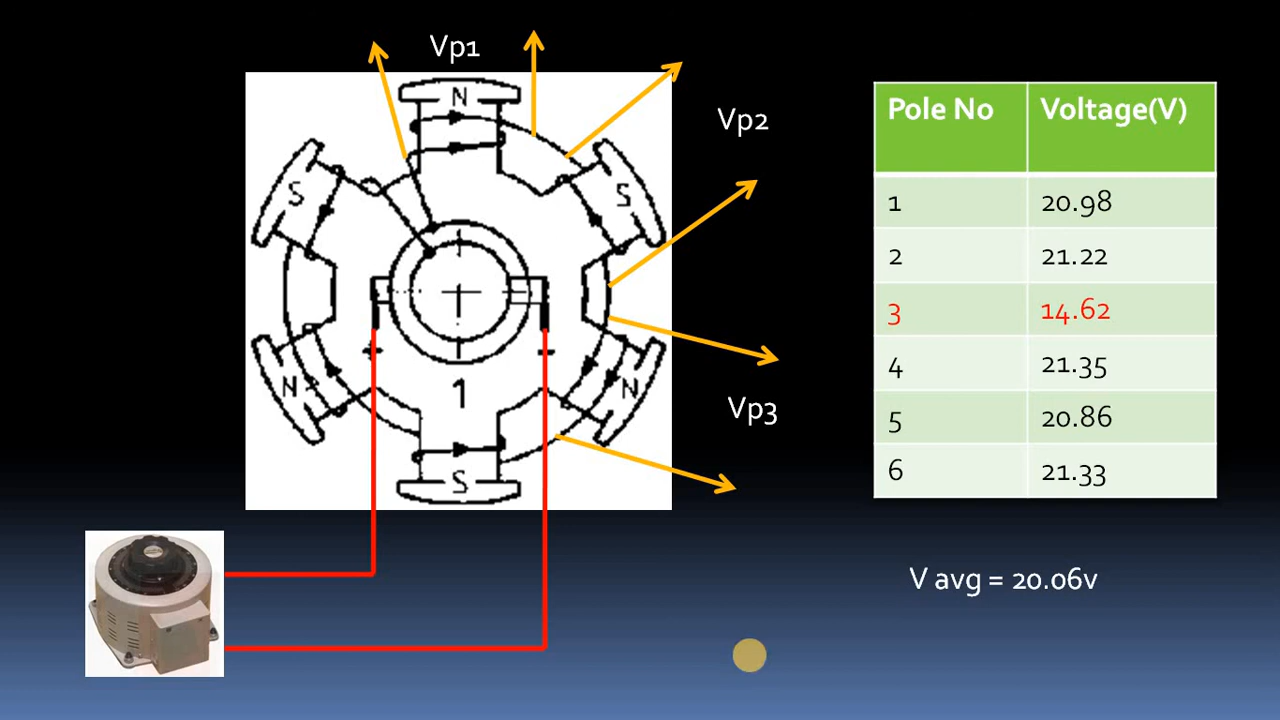 Vp1
N
S
S
Vp2
N
N
Vp3
1
S
Pole No Voltage(V)
1 20.98
2 21.22
3 14.62
4 21.35
5 20.86
6 21.33
V avg = 20.06v